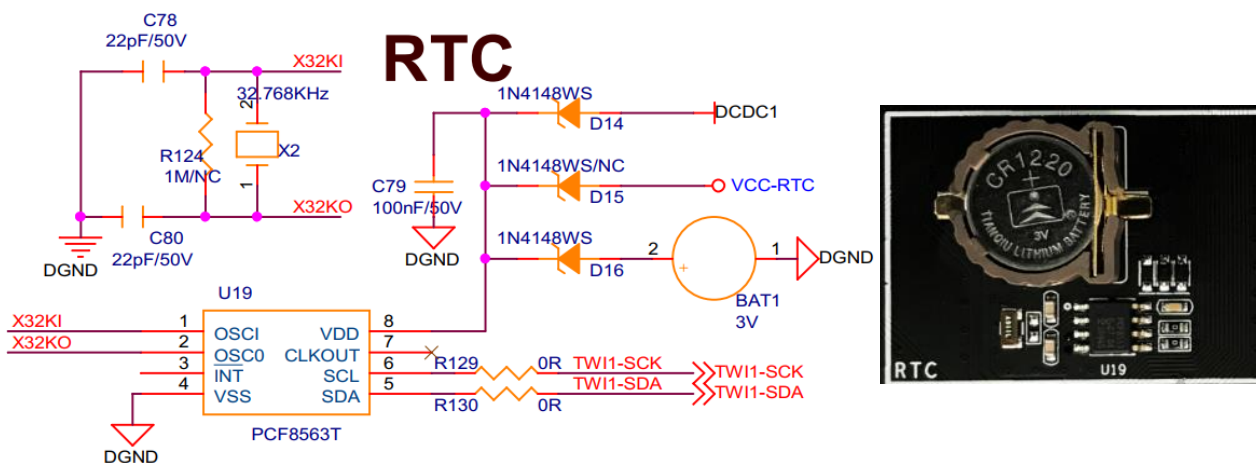 C78
22pF/50V
X32KI
RTC
32.768KHz
2
R124
1M/NC
X2
1
X32KO
C80
22pF/50V
DGND
1N4148WS
D14
DCDC1
1N4148WS/NC
D15
VCC-RTC
C79
100nF/50V
DGND
1N4148WS
D16
2
+
1
DGND
BAT1
3V
U19
X32KI
1
OSCI
VDD
8
X32KO
2
OSC0
CLKOUT
7
3
INT
SCL
6
R129
0R
TWI1-SCK
TWI1-SCK
4
VSS
SDA
5
TWI1-SDA
TWI1-SDA
R130
0R
PCF8563T
DGND
CR1220
+
3V
TIANQIU LITHIUM BATTERY
U19
RTC